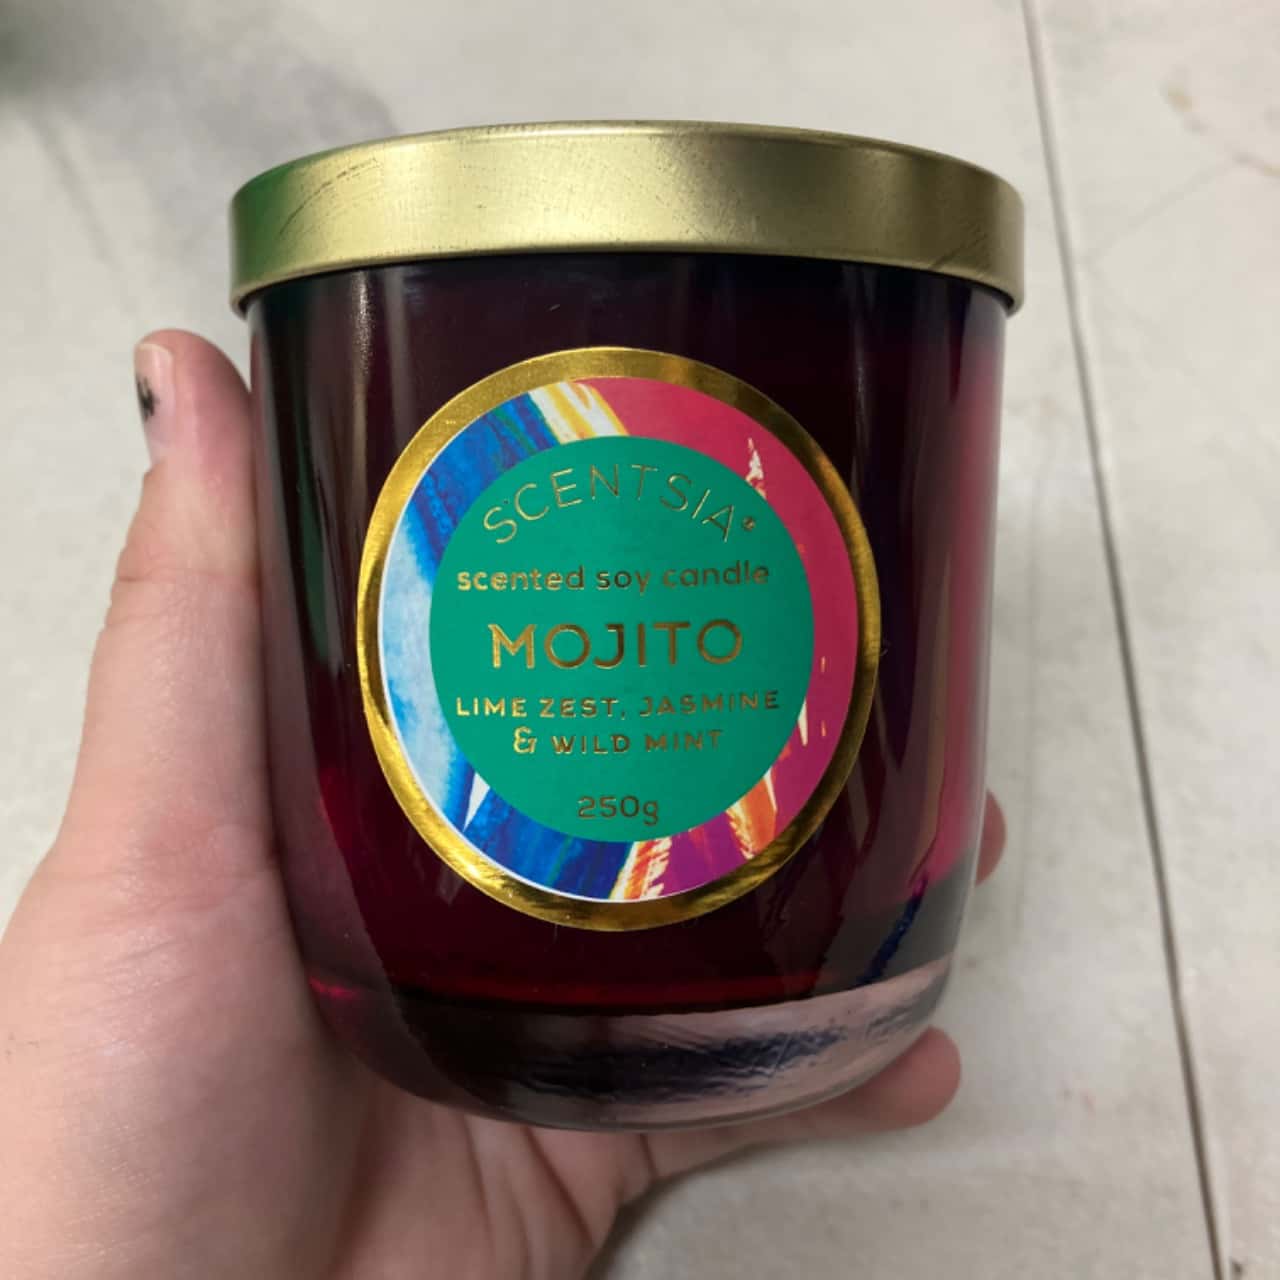 SCENTSIA®
scented soy candle
MOJITO
LIME ZEST, JASMINE
& WILD MINT
250g